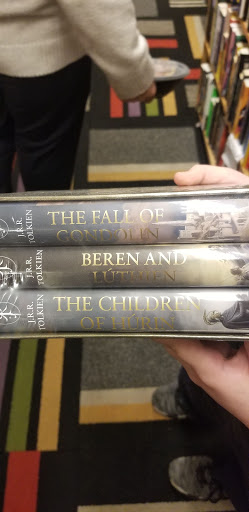 J.R.R.
TOLKIEN
THE FALL OF
GONDOLIN
J.R.R.
TOLKIEN
BEREN AND
LÚTHIEN
J.R.R.
TOLKIEN
THE CHILDREN
OF HÚRIN